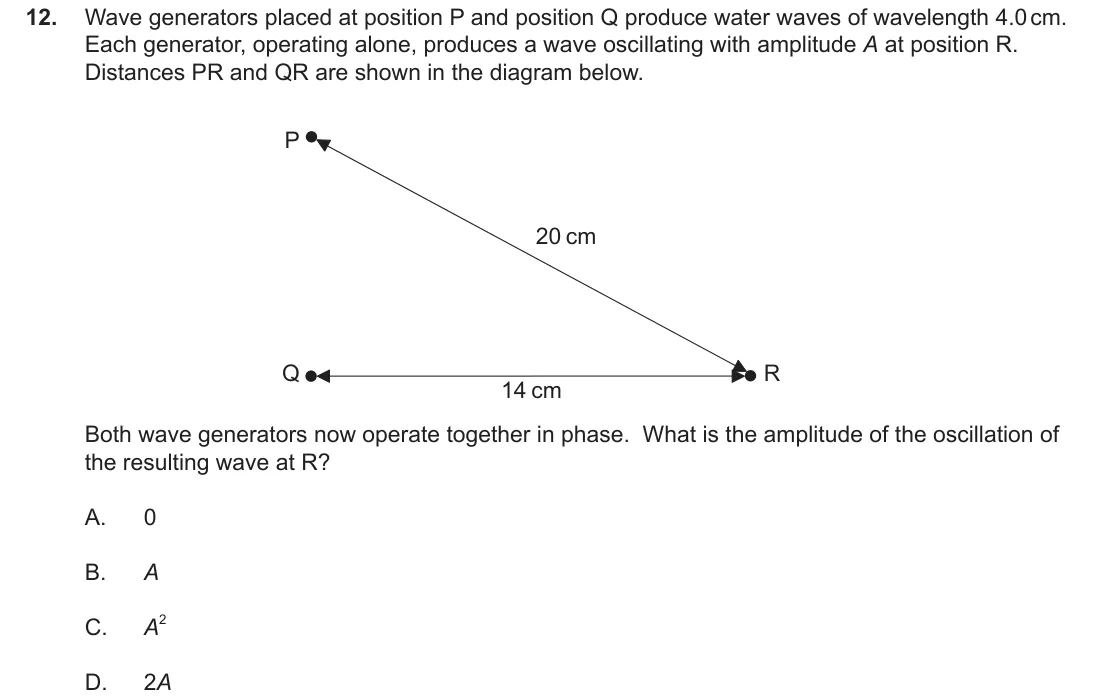 12. Wave generators placed at position P and position Q produce water waves of wavelength 4.0 cm.
Each generator, operating alone, produces a wave oscillating with amplitude A at position R.
Distances PR and QR are shown in the diagram below.
P
20 cm
Q
R
14 cm
Both wave generators now operate together in phase. What is the amplitude of the oscillation of
the resulting wave at R?
A. 0
B. A
C. A²
D. 2A